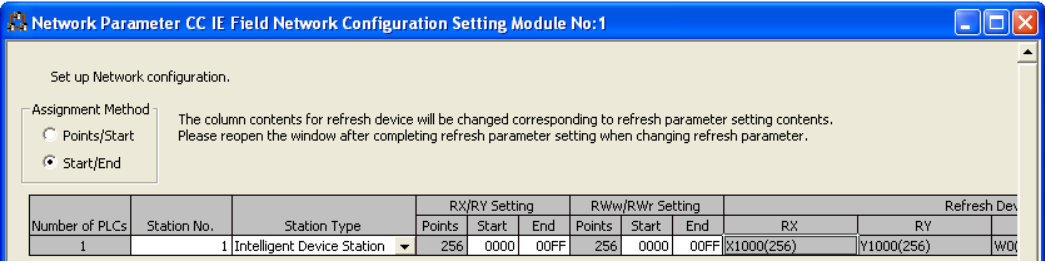 Network Parameter CC IE Field Network Configuration Setting Module No:1
Set up Network configuration.
Assignment Method
Points/Start
Start/End
The column contents for refresh device will be changed corresponding to refresh parameter setting contents.
Please reopen the window after completing refresh parameter setting when changing refresh parameter.
RX/RY Setting RWw/RWr Setting Refresh Dev
Number of PLCs Station No. Station Type Points Start End Points Start End RX RY
1 1 Intelligent Device Station 256 0000 00FF 256 0000 00FF X1000(256) Y1000(256)